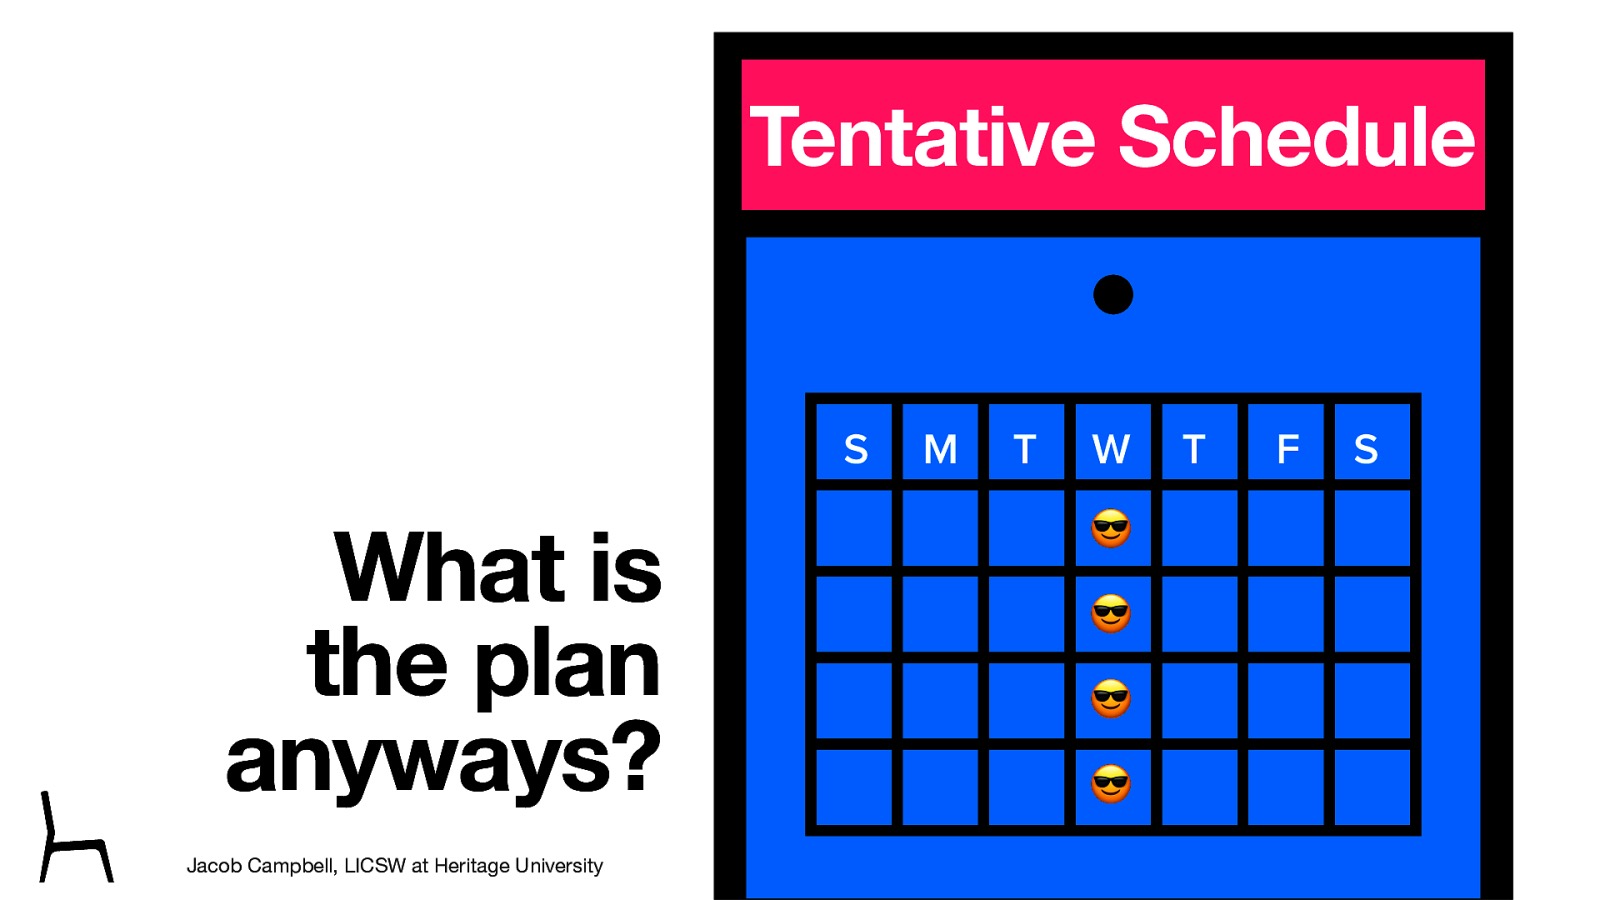 What is
the plan
anyways?
Jacob Campbell, LICSW at Heritage University
Tentative Schedule
S M T W T F S